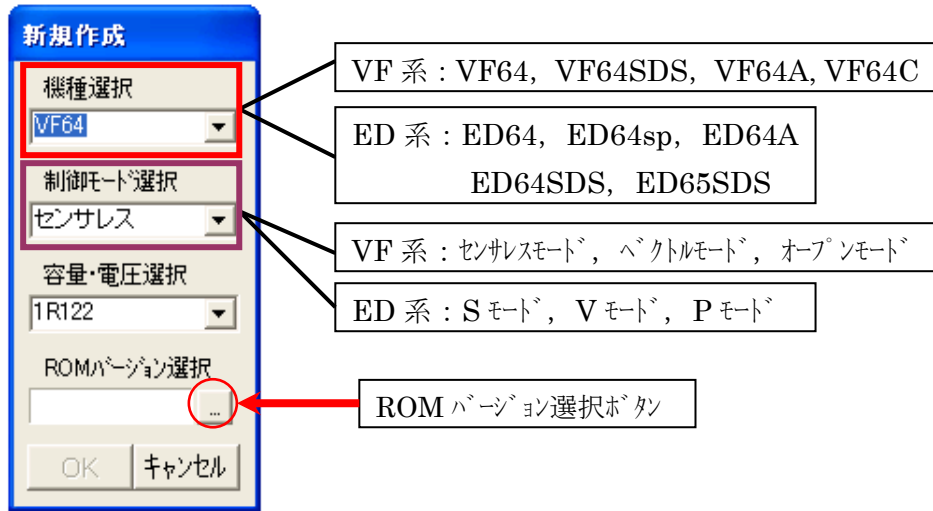 新規作成
機種選択
VF64
制御ﾓｰﾄﾞ選択
センサレス
容量・電圧選択
1R122
ROMﾊﾞｰｼﾞｮﾝ選択
...
OK
キャンセル
VF 系：VF64，VF64SDS，VF64A, VF64C
ED 系：ED64，ED64sp，ED64A
ED64SDS，ED65SDS
VF 系：ｾﾝｻﾚｽﾓｰﾄﾞ，ﾍﾞｸﾄﾙﾓｰﾄﾞ，ｵｰﾌﾟﾝﾓｰﾄﾞ
ED 系：S ﾓｰﾄﾞ，V ﾓｰﾄﾞ，P ﾓｰﾄﾞ
ROM ﾊﾞｰｼﾞｮﾝ選択ﾎﾞﾀﾝ